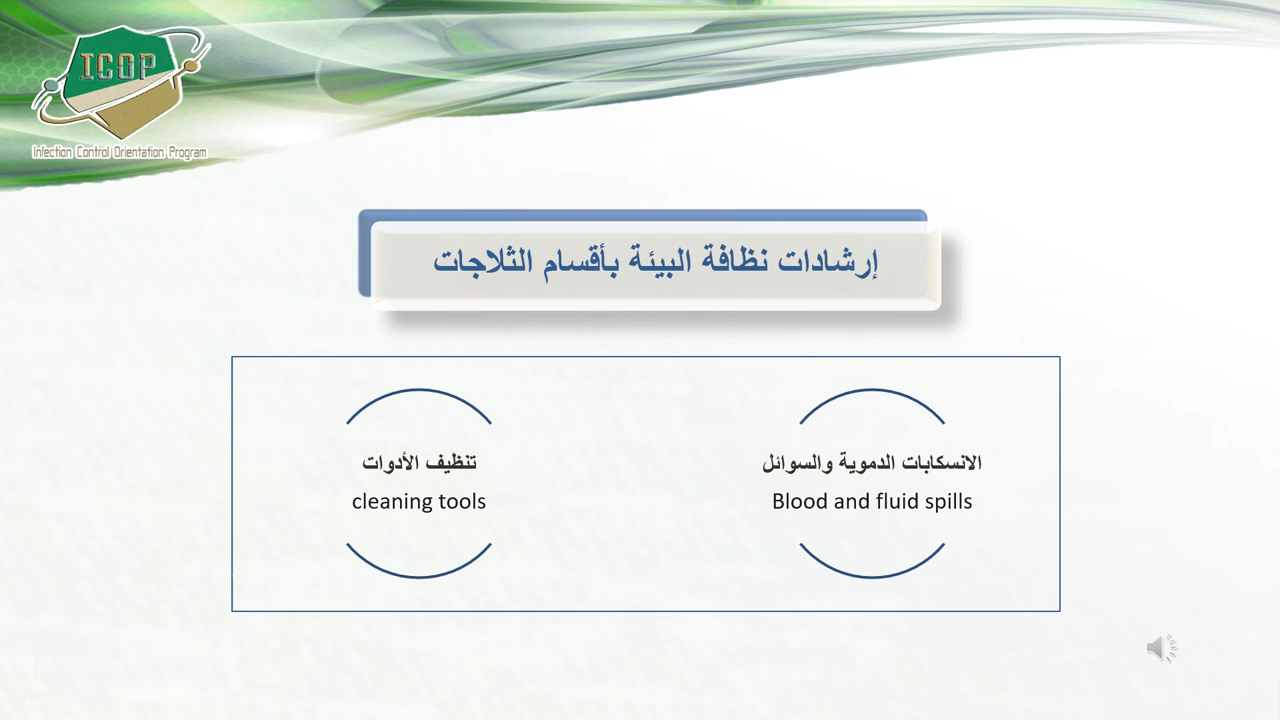 ICOP
Infection Control Orientation Program
إرشادات نظافة البيئة بأقسام الثلاجات
الانسكابات الدموية والسوائل
Blood and fluid spills
تنظيف الأدوات
cleaning tools